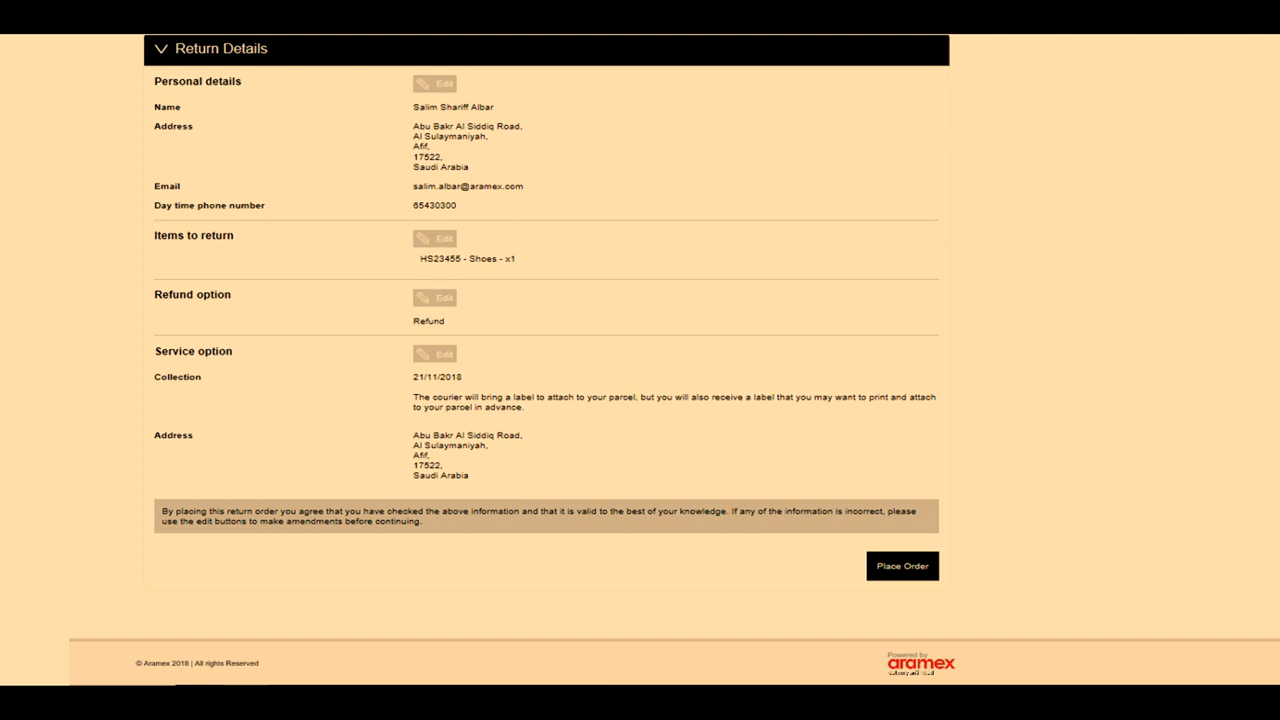 Return Details
Personal details
Edit
Name
Salim Shariff Albar
Address
Abu Bakr Al Siddiq Road,
Al Sulaymaniyah,
Afif,
17522,
Saudi Arabia
Email
salim.albar@aramex.com
Day time phone number
65430300
Items to return
Edit
HS23455 - Shoes - x1
Refund option
Edit
Refund
Service option
Edit
Collection
21/11/2018
The courier will bring a label to attach to your parcel, but you will also receive a label that you may want to print and attach
to your parcel in advance.
Address
Abu Bakr Al Siddiq Road,
Al Sulaymaniyah,
Afif,
17522,
Saudi Arabia
By placing this return order you agree that you have checked the above information and that it is valid to the best of your knowledge. If any of the information is incorrect, please
use the edit buttons to make amendments before continuing.
Place Order
© Aramex 2018 | All rights Reserved
Powered by
aramex